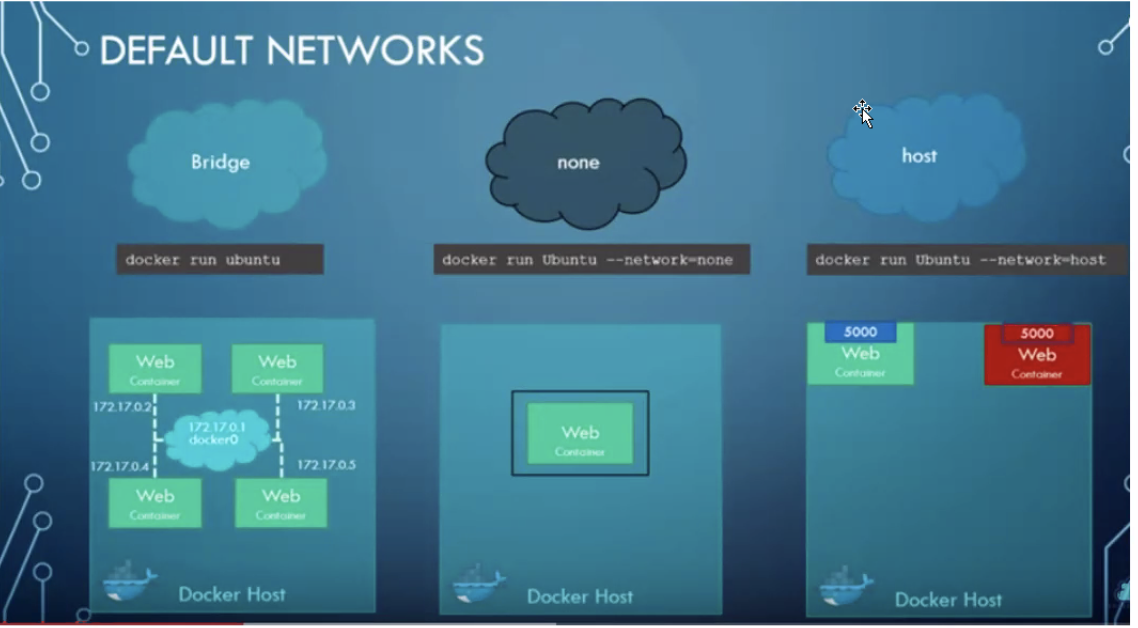 DEFAULT NETWORKS
Bridge
none
host
docker run ubuntu
docker run Ubuntu --network=none
docker run Ubuntu --network=host
Web
Container
Web
Container
172.17.0.2
172.17.0.3
172.17.0.1
docker0
172.17.0.4
172.17.0.5
Web
Container
Web
Container
Docker Host
Web
Container
Docker Host
5000
Web
Container
5000
Web
Container
Docker Host